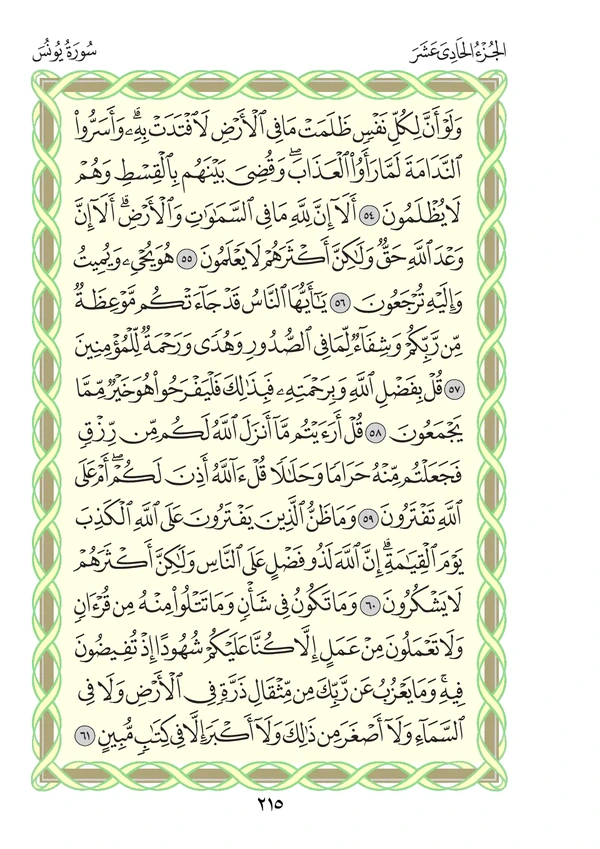 الجُزْءُ الحَادِىَ عَشَرَ
سُورَةُ يُونُسَ
وَلَوْ أَنَّ لِكُلِّ نَفْسٍ ظَلَمَتْ مَا فِى ٱلْأَرْضِ لَٱفْتَدَتْ بِهِۦۗ وَأَسَرُّوا۟
ٱلنَّدَامَةَ لَمَّا رَأَوُا۟ ٱلْعَذَابَۖ وَقُضِىَ بَيْنَهُم بِٱلْقِسْطِ وَهُمْ
لَا يُظْلَمُونَ ٥٤ أَلَآ إِنَّ لِلَّهِ مَا فِى ٱلسَّمَٰوَٰتِ وَٱلْأَرْضِۗ أَلَآ إِنَّ
وَعْدَ ٱللَّهِ حَقٌّ وَلَٰكِنَّ أَكْثَرَهُمْ لَا يَعْلَمُونَ ٥٥ هُوَ يُحْىِۦ وَيُمِيتُ
وَإِلَيْهِ تُرْجَعُونَ ٥٦ يَٰٓأَيُّهَا ٱلنَّاسُ قَدْ جَآءَتْكُم مَّوْعِظَةٌ
مِّن رَّبِّكُمْ وَشِفَآءٌ لِّمَا فِى ٱلصُّدُورِ وَهُدًى وَرَحْمَةٌ لِّلْمُؤْمِنِينَ
٥٧ قُلْ بِفَضْلِ ٱللَّهِ وَبِرَحْمَتِهِۦ فَبِذَٰلِكَ فَلْيَفْرَحُوا۟ هُوَ خَيْرٌ مِّمَّا
يَجْمَعُونَ ٥٨ قُلْ أَرَءَيْتُم مَّآ أَنزَلَ ٱللَّهُ لَكُم مِّن رِّزْقٍ
فَجَعَلْتُم مِّنْهُ حَرَامًا وَحَلَٰلًا قُلْ ءَآللَّهُ أَذِنَ لَكُمْۖ أَمْ عَلَى
ٱللَّهِ تَفْتَرُونَ ٥٩ وَمَا ظَنُّ ٱلَّذِينَ يَفْتَرُونَ عَلَى ٱللَّهِ ٱلْكَذِبَ
يَوْمَ ٱلْقِيَٰمَةِۗ إِنَّ ٱللَّهَ لَذُو فَضْلٍ عَلَى ٱلنَّاسِ وَلَٰكِنَّ أَكْثَرَهُمْ
لَا يَشْكُرُونَ ٦٠ وَمَا تَكُونُ فِى شَأْنٍ وَمَا تَتْلُوا۟ مِنْهُ مِن قُرْءَانٍ
وَلَا تَعْمَلُونَ مِنْ عَمَلٍ إِلَّا كُنَّا عَلَيْكُمْ شُهُودًا إِذْ تُفِيضُونَ
فِيهِۚ وَمَا يَعْزُبُ عَن رَّبِّكَ مِن مِّثْقَالِ ذَرَّةٍ فِى ٱلْأَرْضِ وَلَا فِى
ٱلسَّمَآءِ وَلَآ أَصْغَرَ مِن ذَٰلِكَ وَلَآ أَكْبَرَ إِلَّا فِى كِتَٰبٍ مُّبِينٍ ٦١
٢١٥